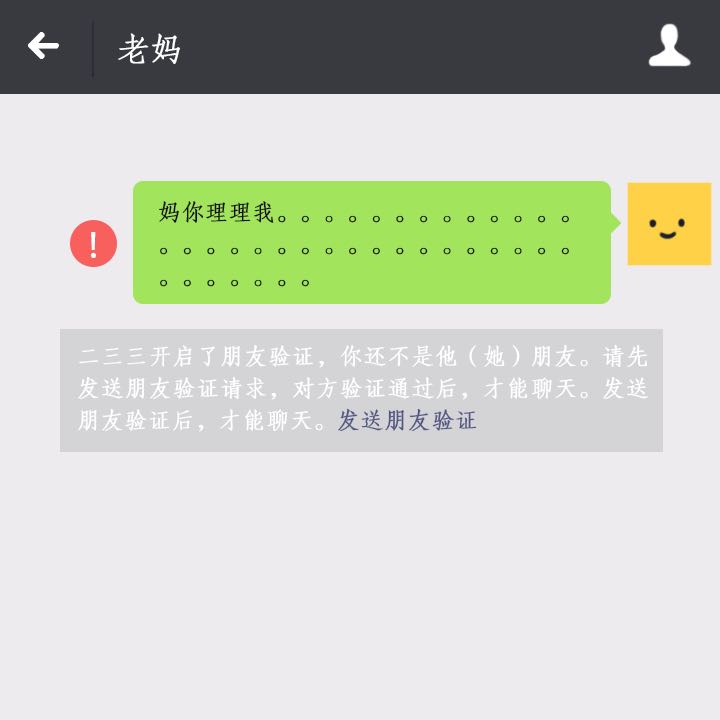 老妈
妈你理理我。。。。。。。。。。。。。
。。。。。。。。。。。。。。。。。。
。。。。。。。
二三三开启了朋友验证，你还不是他（她）朋友。请先
发送朋友验证请求，对方验证通过后，才能聊天。发送
朋友验证后，才能聊天。发送朋友验证